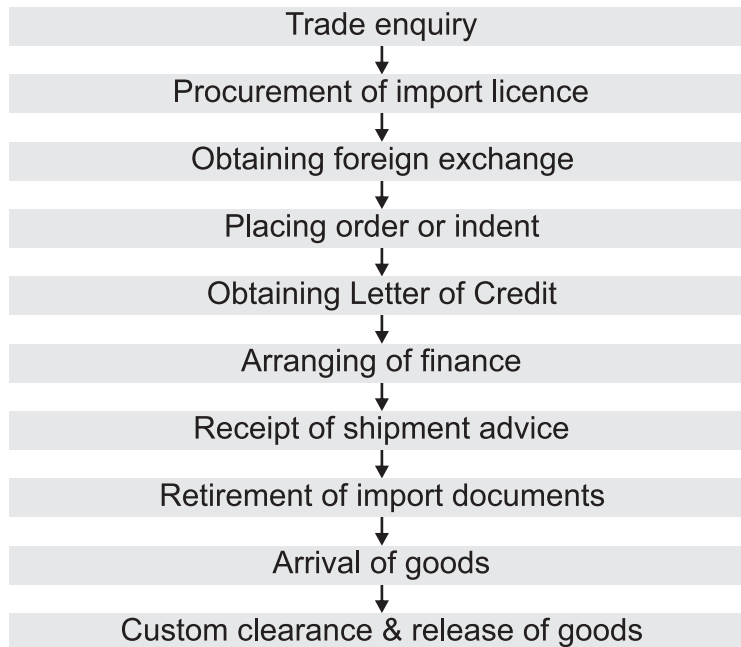 Trade enquiry
Procurement of import licence
Obtaining foreign exchange
Placing order or indent
Obtaining Letter of Credit
Arranging of finance
Receipt of shipment advice
Retirement of import documents
Arrival of goods
Custom clearance & release of goods